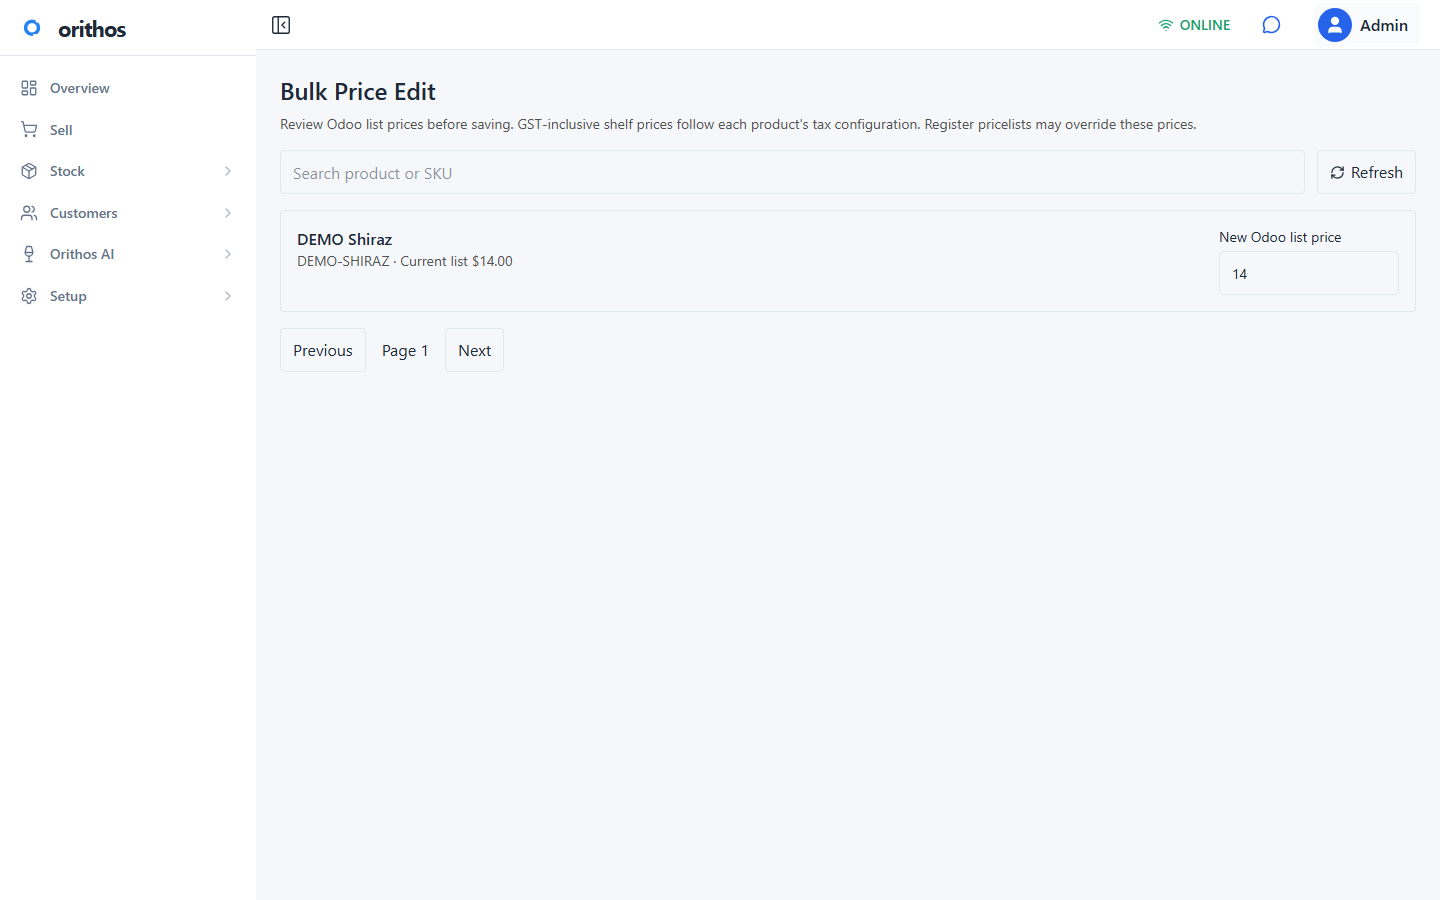 orithos
ONLINE
Admin
Overview
Sell
Stock
Customers
Orithos AI
Setup
Bulk Price Edit
Review Odoo list prices before saving. GST-inclusive shelf prices follow each product's tax configuration. Register pricelists may override these prices.
Search product or SKU
Refresh
DEMO Shiraz
DEMO-SHIRAZ · Current list $14.00
New Odoo list price
14
Previous
Page 1
Next